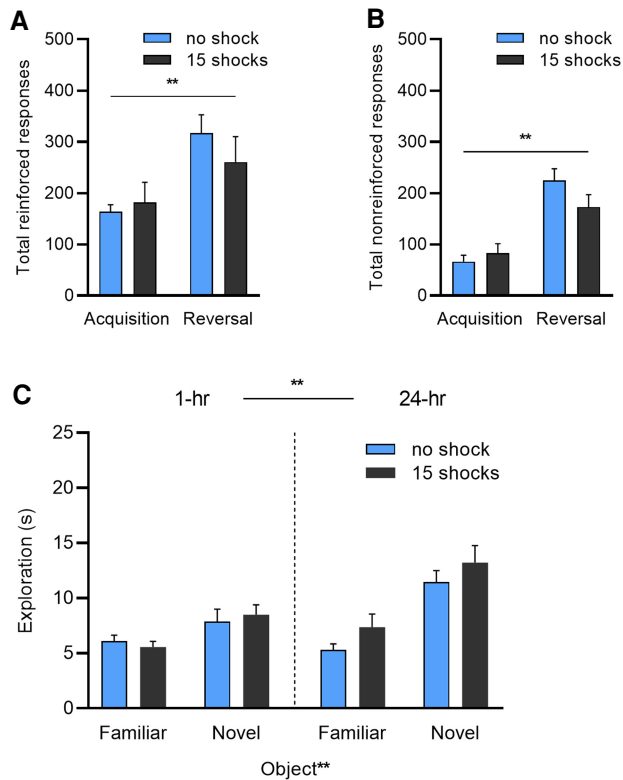 A
Total reinforced responses
500
400
300
200
100
0
no shock
15 shocks
**
Acquisition Reversal
B
Total nonreinforced responses
500
400
300
200
100
0
no shock
15 shocks
**
Acquisition Reversal
C
1-hr ** 24-hr
Exploration (s)
25
20
15
10
5
0
no shock
15 shocks
Familiar Novel Familiar Novel
Object**